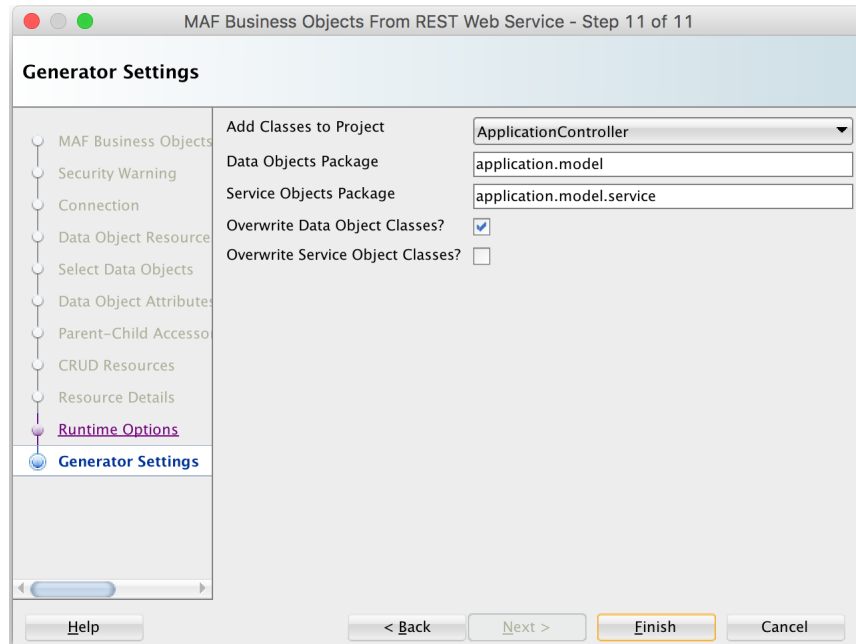 MAF Business Objects From REST Web Service - Step 11 of 11
Generator Settings
MAF Business Objects
Security Warning
Connection
Data Object Resource
Select Data Objects
Data Object Attributes
Parent-Child Accessor
CRUD Resources
Resource Details
Runtime Options
Generator Settings
Add Classes to Project
ApplicationController
Data Objects Package
application.model
Service Objects Package
application.model.service
Overwrite Data Object Classes?
Overwrite Service Object Classes?
Help
< Back
Next >
Finish
Cancel